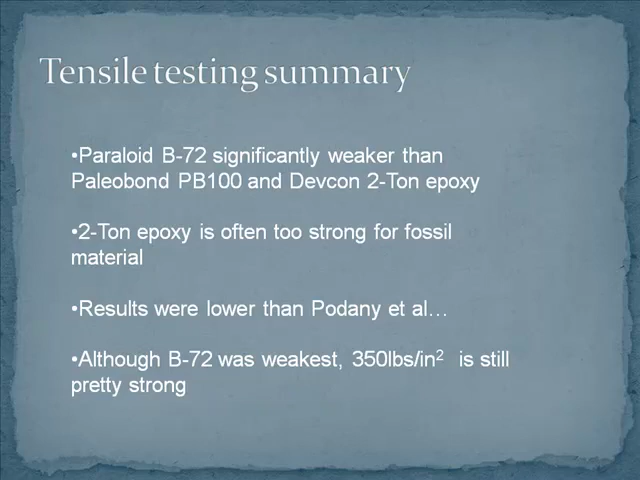 Tensile testing summary
•Paraloid B-72 significantly weaker than
Paleobond PB100 and Devcon 2-Ton epoxy
•2-Ton epoxy is often too strong for fossil
material
•Results were lower than Podany et al…
•Although B-72 was weakest, 350lbs/in² is still
pretty strong